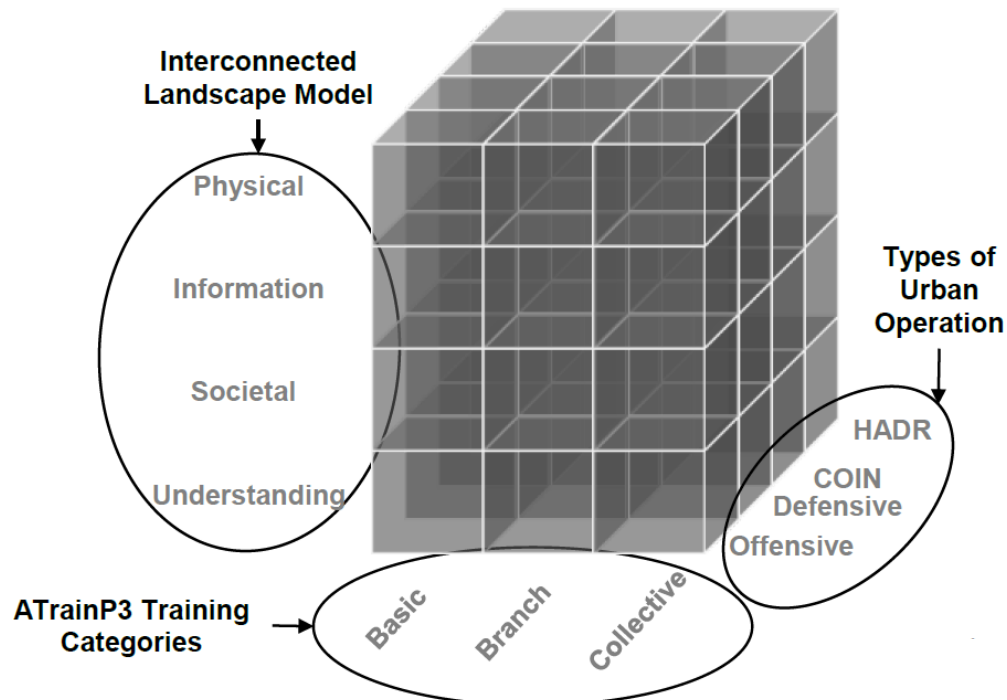 Interconnected
Landscape Model
Physical
Information
Societal
Understanding
Types of
Urban
Operation
HADR
COIN
Defensive
Offensive
ATrainP3 Training
Categories
Basic
Branch
Collective